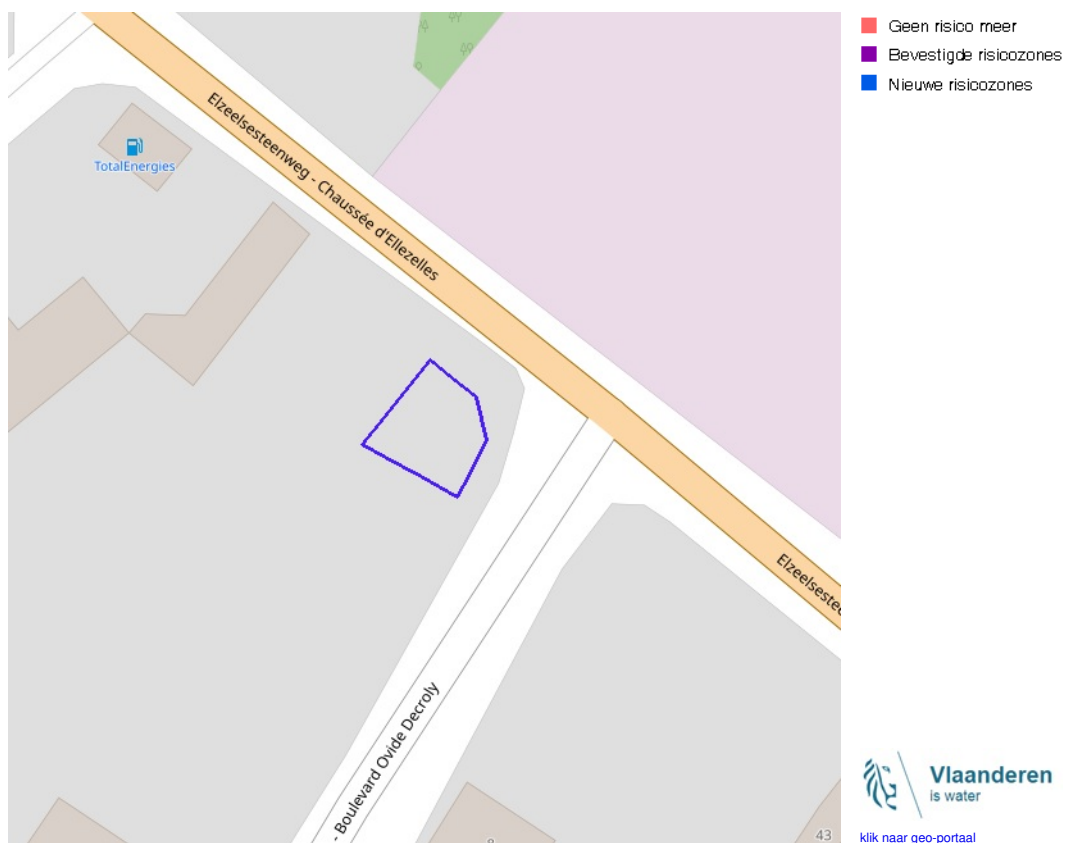 Geen risico meer
Bevestigde risicozones
Nieuwe risicozones
TotalEnergies
Elzeelsesteenweg - Chaussée d'Ellezelles
Elzeelsestee
- Boulevard Ovide Decroly
43
Vlaanderen
is water
klik naar geo-portaal